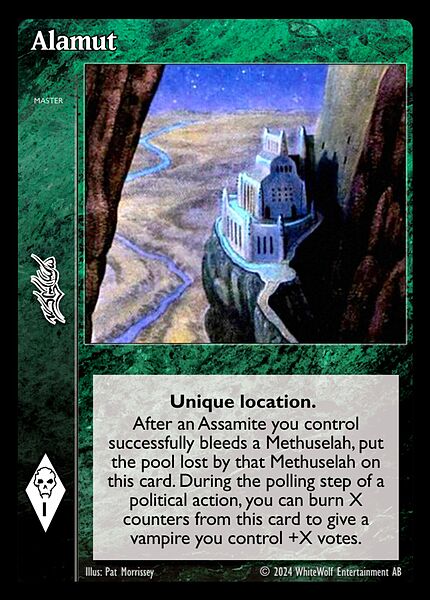 Alamut
MASTER
Unique location.
After an Assamite you control
successfully bleeds a Methuselah, put
the pool lost by that Methuselah on
this card. During the polling step of a
political action, you can burn X
counters from this card to give a
vampire you control +X votes.
I
Illus: Pat Morrissey
© 2024 WhiteWolf Entertainment AB